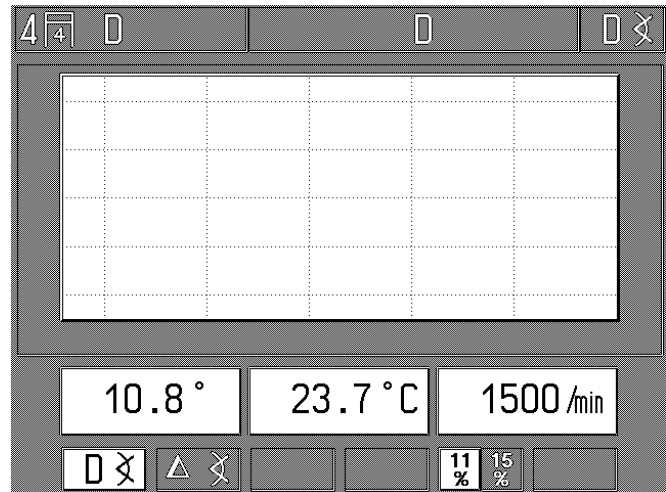 4 4 D D D ∢
10.8° 23.7°C 1500/min
D ∢ Δ ∢ 11% 15%